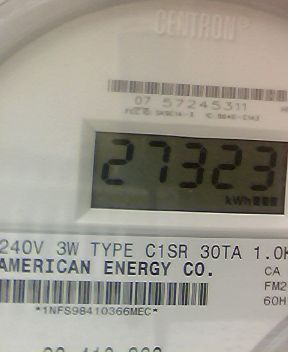 CENTRON®
07 57245311
27323
kWh
240V 3W TYPE C1SR 30TA 1.0K
AMERICAN ENERGY CO.
CA
FM2
60H
*1NFS98410366MEC*